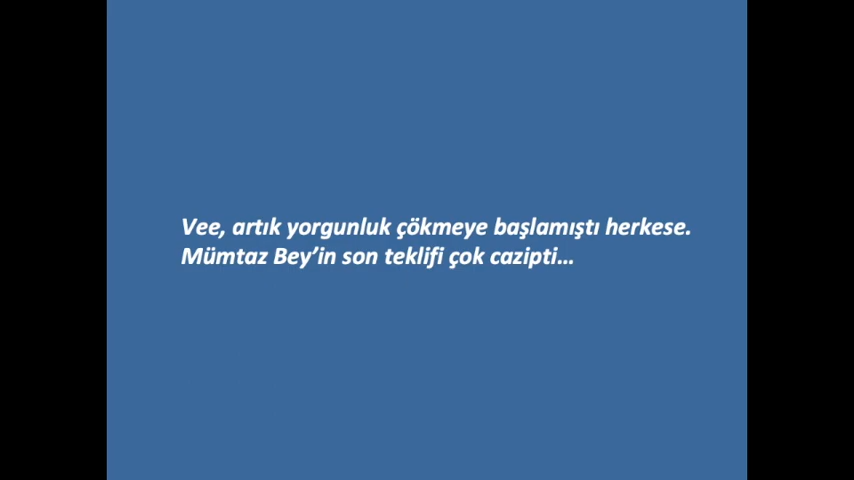 Vee, artık yorgunluk çökmeye başlamıştı herkese.
Mümtaz Bey’in son teklifi çok cazipti…